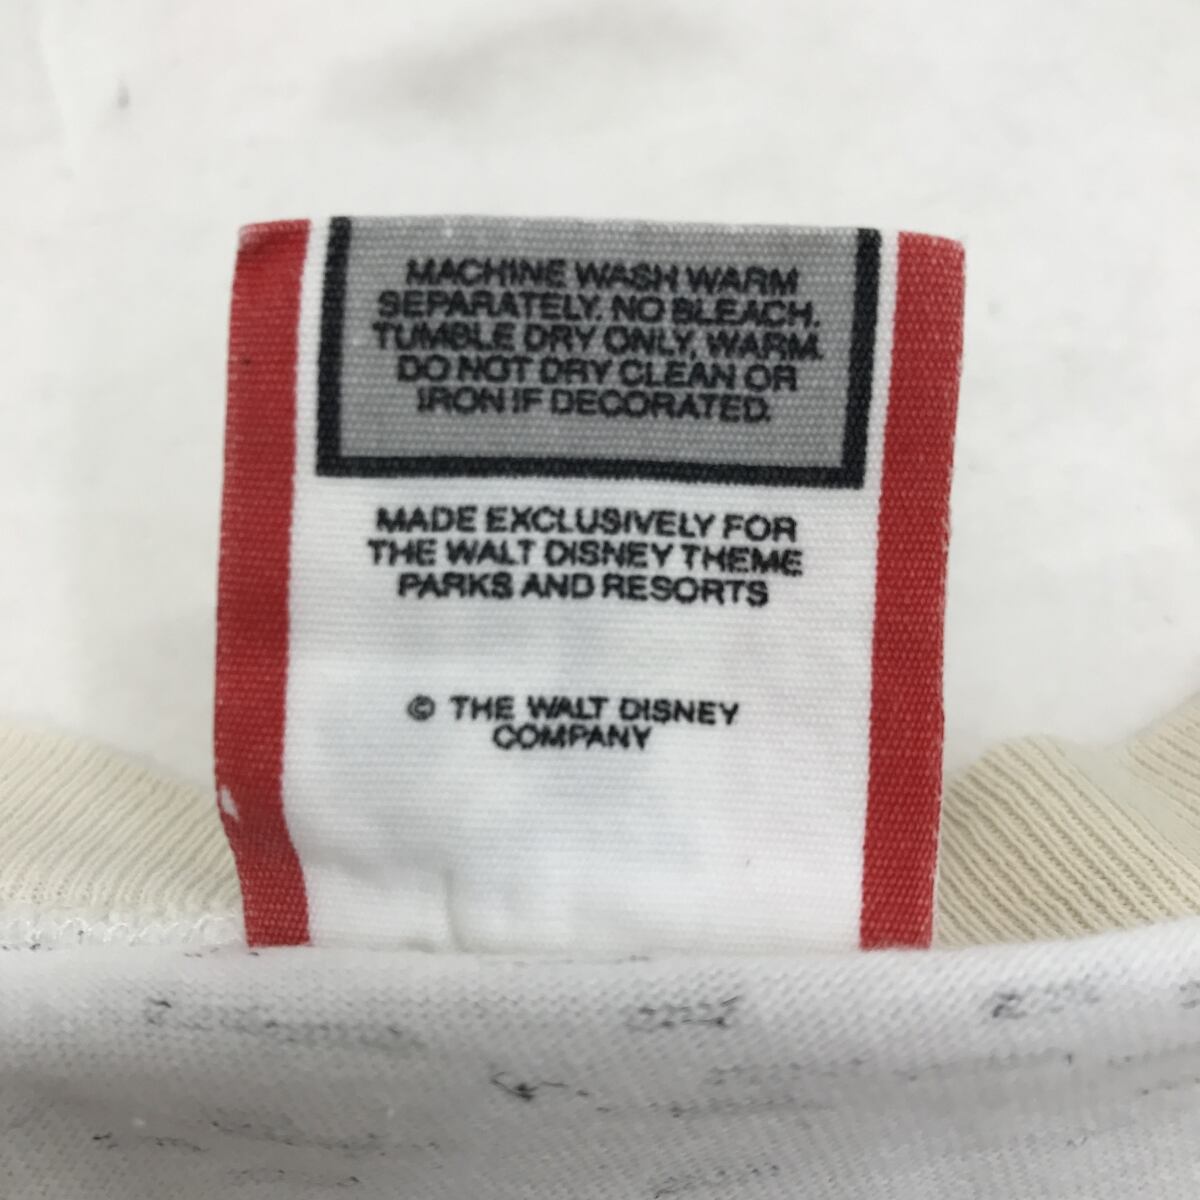 MACHINE WASH WARM
SEPARATELY. NO BLEACH.
TUMBLE DRY ONLY, WARM.
DO NOT DRY CLEAN OR
IRON IF DECORATED.
MADE EXCLUSIVELY FOR
THE WALT DISNEY THEME
PARKS AND RESORTS
© THE WALT DISNEY
COMPANY